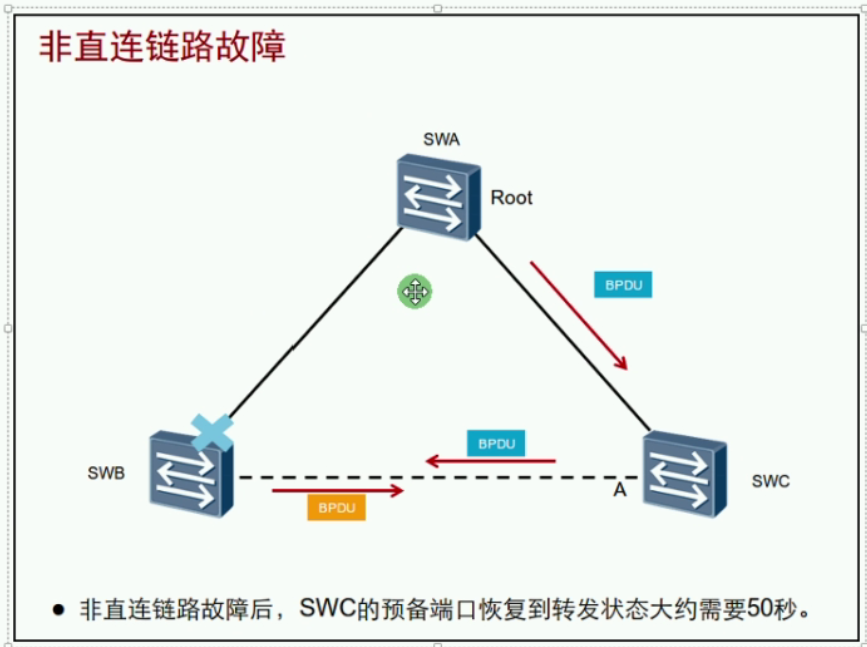 非直连链路故障
SWA
Root
BPDU
BPDU
SWB
A
SWC
BPDU
● 非直连链路故障后，SWC的预备端口恢复到转发状态大约需要50秒。